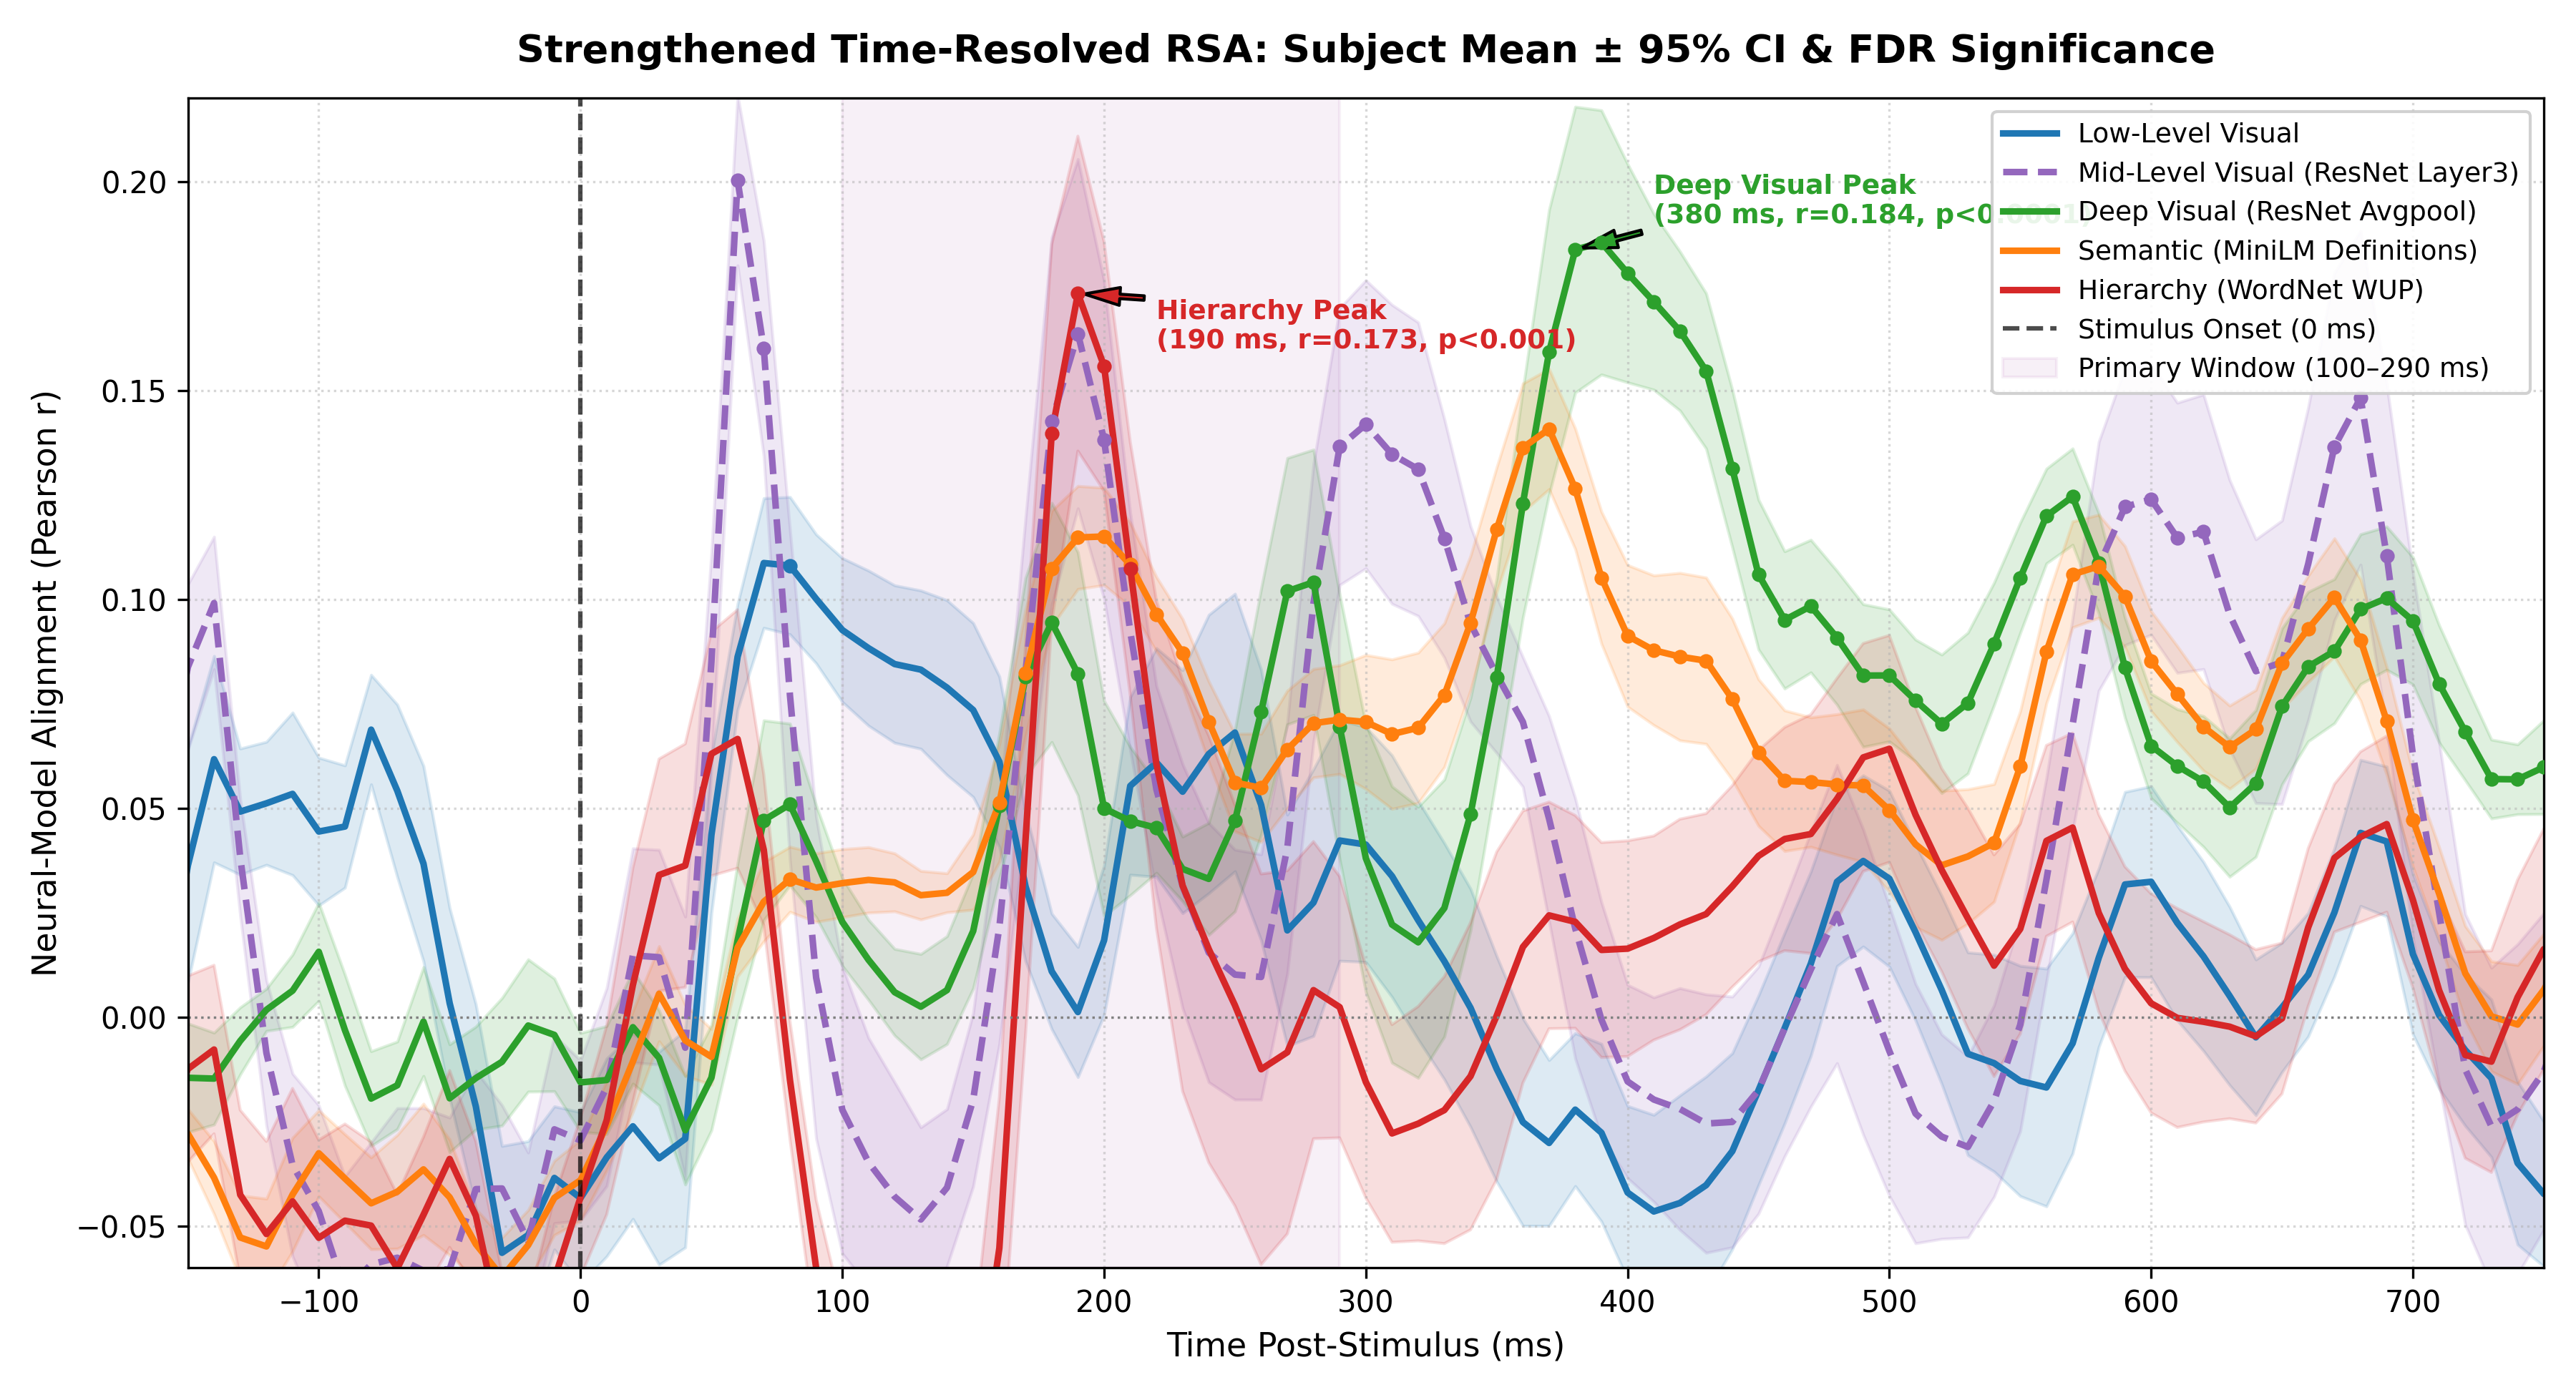 Strengthened Time-Resolved RSA: Subject Mean ± 95% CI & FDR Significance
Neural-Model Alignment (Pearson r)
0.20
0.15
0.10
0.05
0.00
−0.05
Deep Visual Peak
(380 ms, r=0.184, p<0.0001)
Hierarchy Peak
(190 ms, r=0.173, p<0.001)
Low-Level Visual
Mid-Level Visual (ResNet Layer3)
Deep Visual (ResNet Avgpool)
Semantic (MiniLM Definitions)
Hierarchy (WordNet WUP)
Stimulus Onset (0 ms)
Primary Window (100–290 ms)
−100
0
100
200
300
400
500
600
700
Time Post-Stimulus (ms)